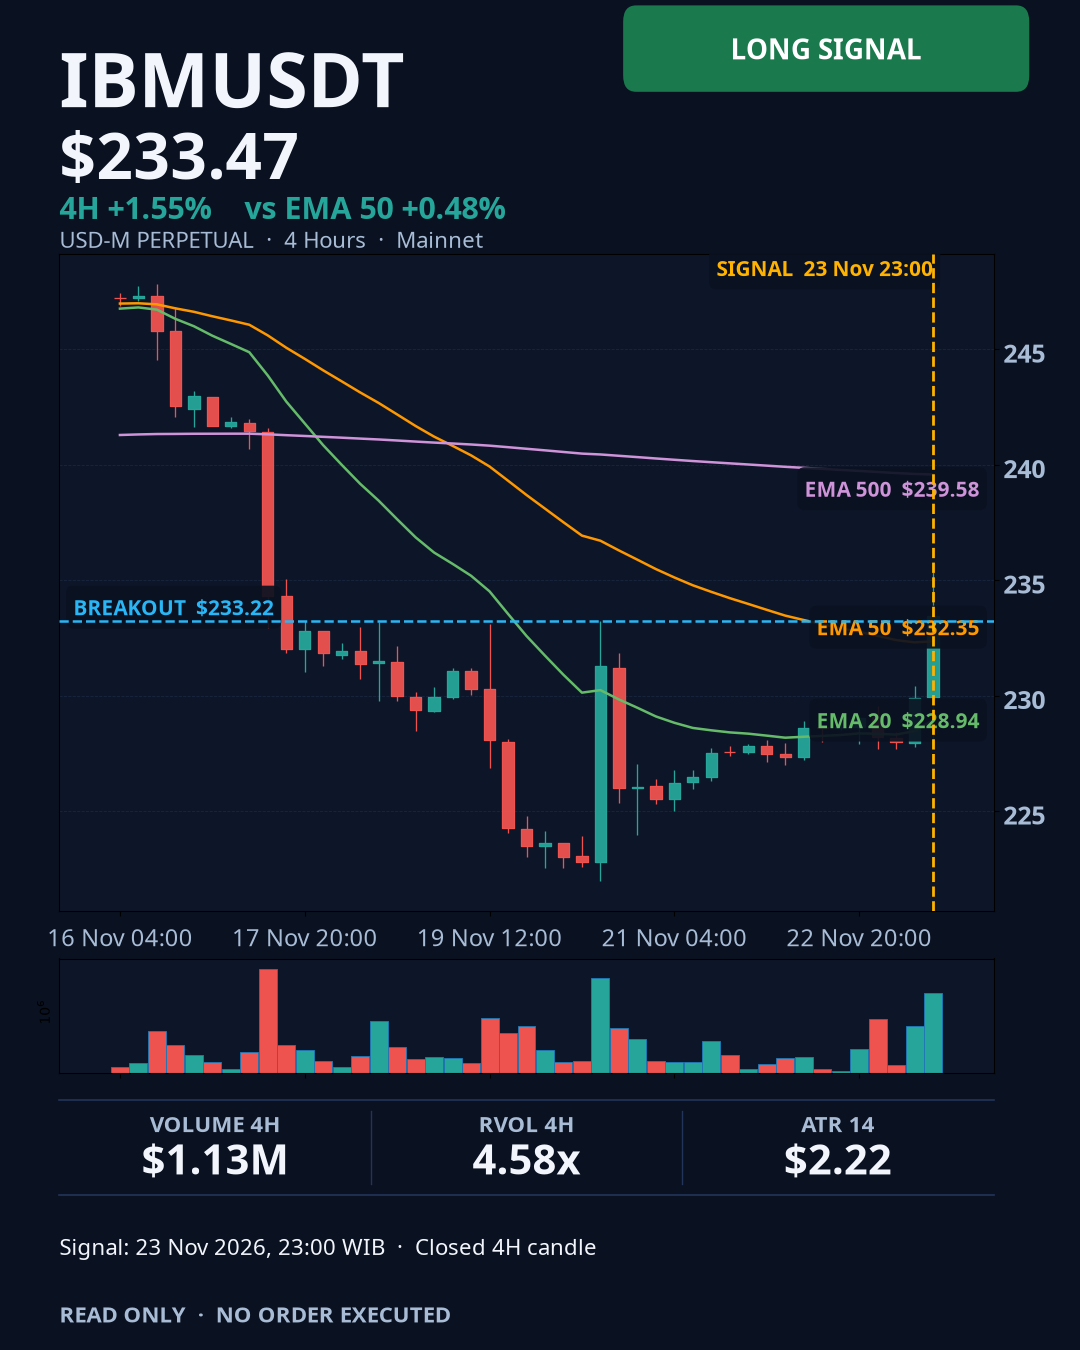 LONG SIGNAL
IBMUSDT
$233.47
4H +1.55% vs EMA 50 +0.48%
USD-M PERPETUAL · 4 Hours · Mainnet
SIGNAL 23 Nov 23:00
245
240
EMA 500 $239.58
235
BREAKOUT $233.22
EMA 50 $232.35
230
EMA 20 $228.94
225
16 Nov 04:00 17 Nov 20:00 19 Nov 12:00 21 Nov 04:00 22 Nov 20:00
10⁶
VOLUME 4H RVOL 4H ATR 14
$1.13M 4.58x $2.22
Signal: 23 Nov 2026, 23:00 WIB · Closed 4H candle
READ ONLY · NO ORDER EXECUTED